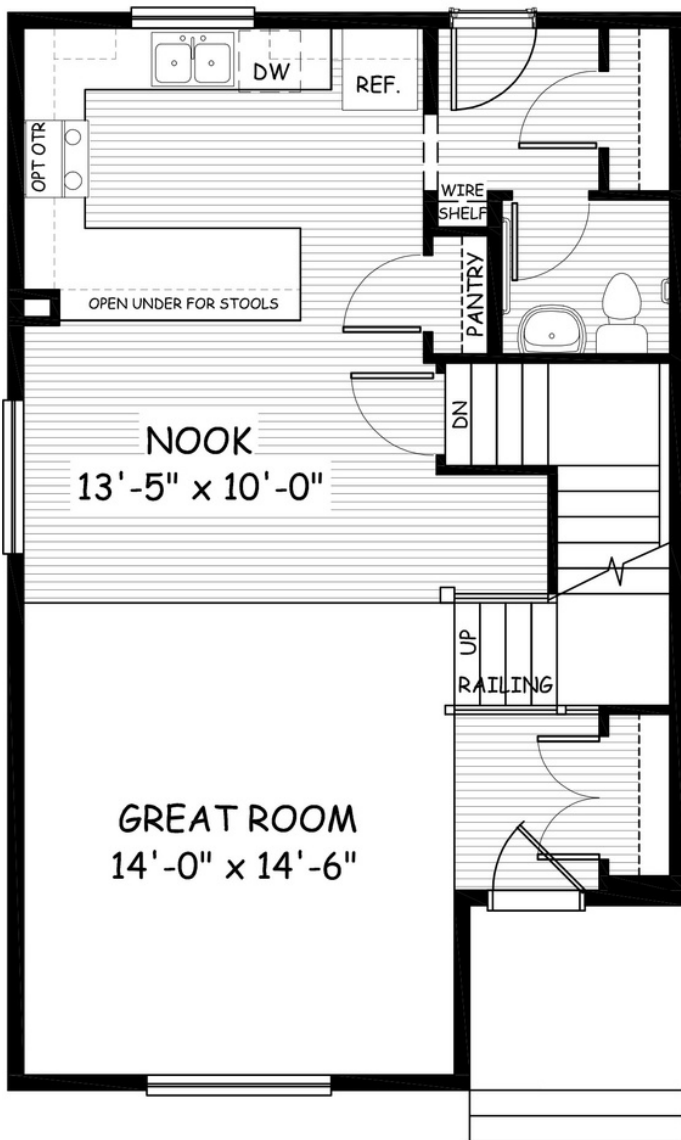 DW
REF.
OPT OTR
WIRE
SHELF
PANTRY
OPEN UNDER FOR STOOLS
DN
NOOK
13'-5" x 10'-0"
UP
RAILING
GREAT ROOM
14'-0" x 14'-6"